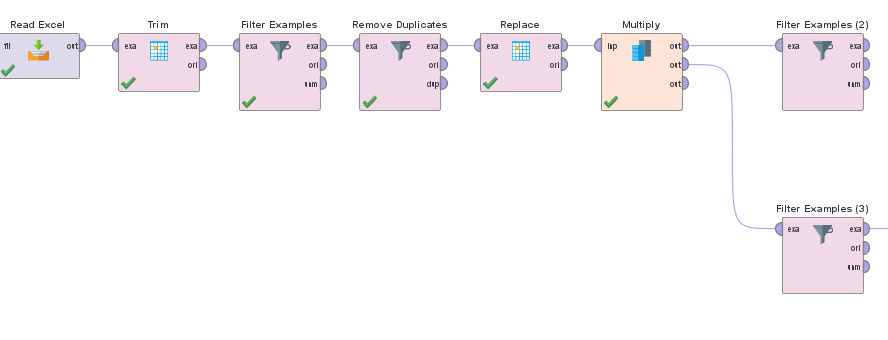 Read Excel
Trim
Filter Examples
Remove Duplicates
Replace
Multiply
Filter Examples (2)
fil
out
exa
exa
ori
exa
exa
ori
unm
exa
exa
ori
dup
exa
exa
ori
inp
out
out
out
exa
exa
ori
unm
Filter Examples (3)
exa
exa
ori
unm